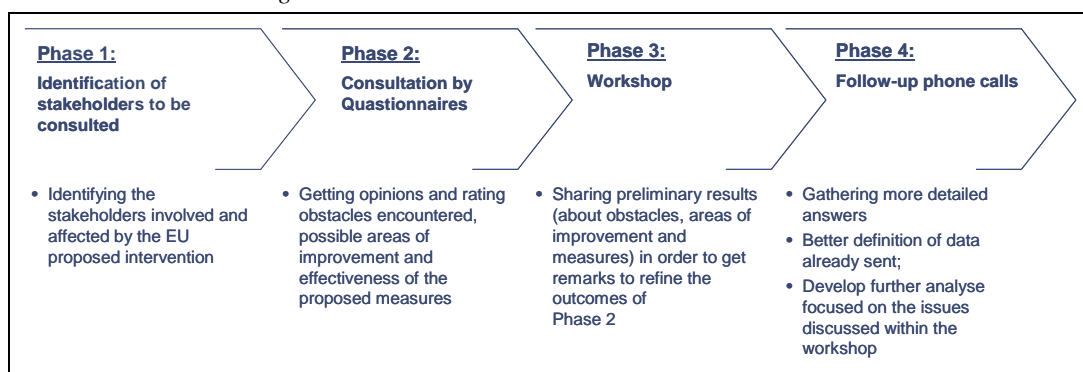 Phase 1:
Identification of
stakeholders to be
consulted
Phase 2:
Consultation by
Quastionnaires
Phase 3:
Workshop
Phase 4:
Follow-up phone calls
• Identifying the
stakeholders involved and
affected by the EU
proposed intervention
• Getting opinions and rating
obstacles encountered,
possible areas of
improvement and
effectiveness of the
proposed measures
• Sharing preliminary results
(about obstacles, areas of
improvement and
measures) in order to get
remarks to refine the
outcomes of
Phase 2
• Gathering more detailed
answers
• Better definition of data
already sent;
• Develop further analyse
focused on the issues
discussed within the
workshop